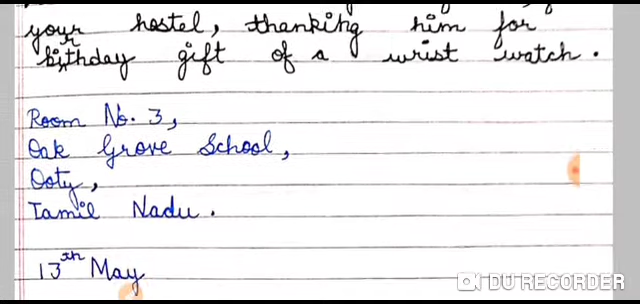 your hostel, thanking him for
birthday gift of a wrist watch.
Room No. 3,
Oak Grove School,
Ooty,
Tamil Nadu.
13th May
DU RECORDER